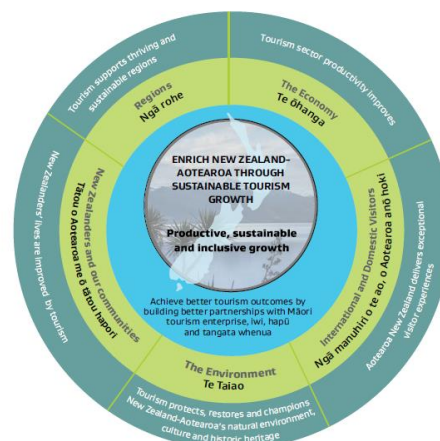 Tourism supports thriving and
sustainable regions
Regions
Ngā rohe
Tourism sector productivity improves
The Economy
Te ōhanga
ENRICH NEW ZEALAND–
AOTEAROA THROUGH
SUSTAINABLE TOURISM
GROWTH
Productive, sustainable
and inclusive growth
Achieve better tourism outcomes by
building better partnerships with Māori
tourism enterprise, iwi, hapū
and tangata whenua
International and Domestic Visitors
Ngā manuhiri o te ao, o Aotearoa anō hoki
Aotearoa New Zealand delivers exceptional
visitor experiences
The Environment
Te Taiao
Tourism protects, restores and champions
New Zealand-Aotearoa's natural environment,
culture and historic heritage
New Zealanders and our communities
Tātou o Aotearoa me ō tātou hapori
New Zealanders' lives are improved by tourism